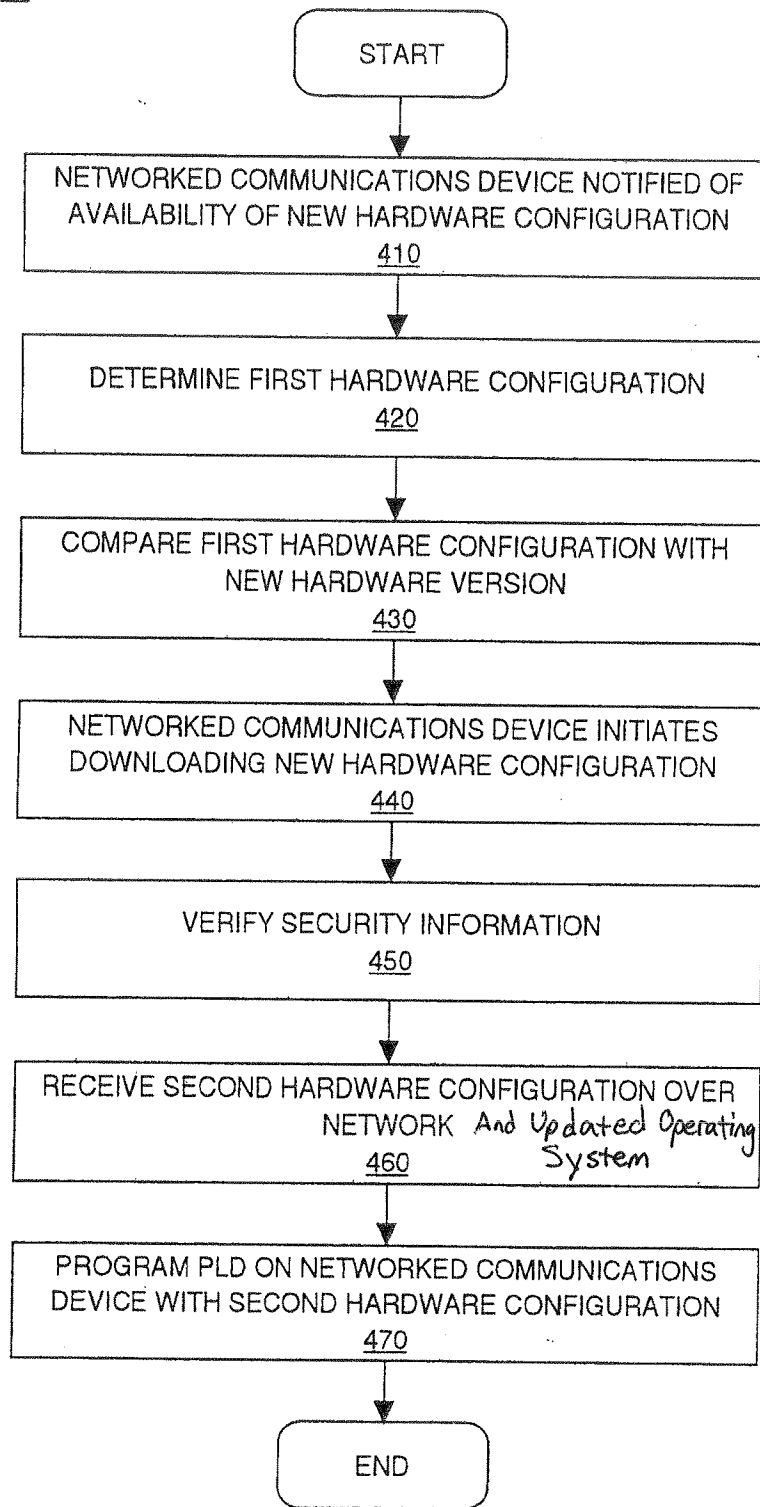 START
NETWORKED COMMUNICATIONS DEVICE NOTIFIED OF
AVAILABILITY OF NEW HARDWARE CONFIGURATION
410
DETERMINE FIRST HARDWARE CONFIGURATION
420
COMPARE FIRST HARDWARE CONFIGURATION WITH
NEW HARDWARE VERSION
430
NETWORKED COMMUNICATIONS DEVICE INITIATES
DOWNLOADING NEW HARDWARE CONFIGURATION
440
VERIFY SECURITY INFORMATION
450
RECEIVE SECOND HARDWARE CONFIGURATION OVER
NETWORK And Updated Operating
System
460
PROGRAM PLD ON NETWORKED COMMUNICATIONS
DEVICE WITH SECOND HARDWARE CONFIGURATION
470
END